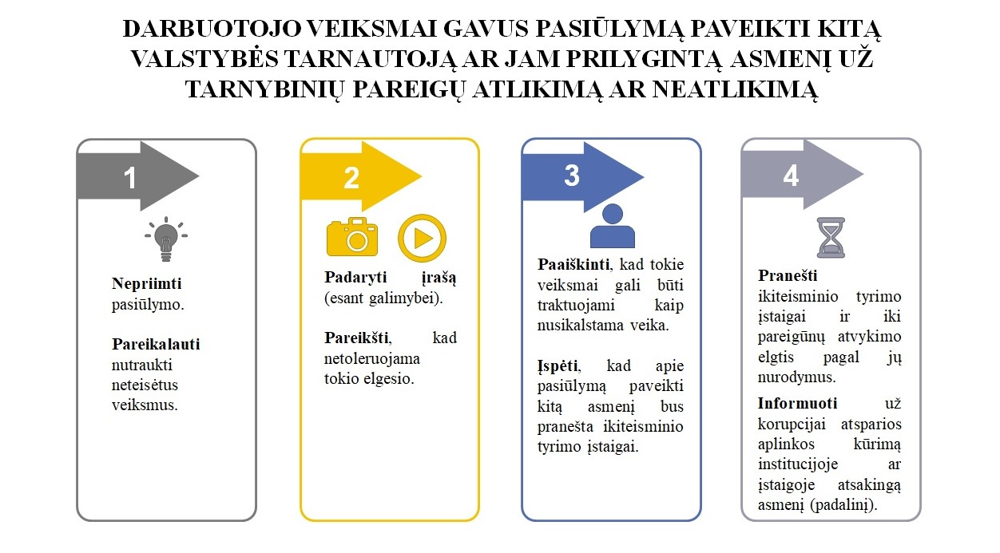 DARBUOTOJO VEIKSMAI GAVUS PASIŪLYMĄ PAVEIKTI KITĄ
VALSTYBĖS TARNAUTOJĄ AR JAM PRILYGINTĄ ASMENĮ UŽ
TARNYBINIŲ PAREIGŲ ATLIKIMĄ AR NEATLIKIMĄ
1
Nepriimti
pasiūlymo.
Pareikalauti
nutraukti
neteisėtus
veiksmus.
2
Padaryti įrašą
(esant galimybei).
Pareikšti, kad
netoleruojama
tokio elgesio.
3
Paaiškinti, kad tokie
veiksmai gali būti
traktuojami kaip
nusikalstama veika.
Įspėti, kad apie
pasiūlymą paveikti
kitą asmenį bus
pranešta ikiteisminio
tyrimo įstaigai.
4
Pranešti
ikiteisminio tyrimo
įstaigai ir iki
pareigūnų atvykimo
elgtis pagal jų
nurodymus.
Informuoti už
korupcijai atsparios
aplinkos kūrimą
institucijoje ar
įstaigoje atsakingą
asmenį (padalinį).